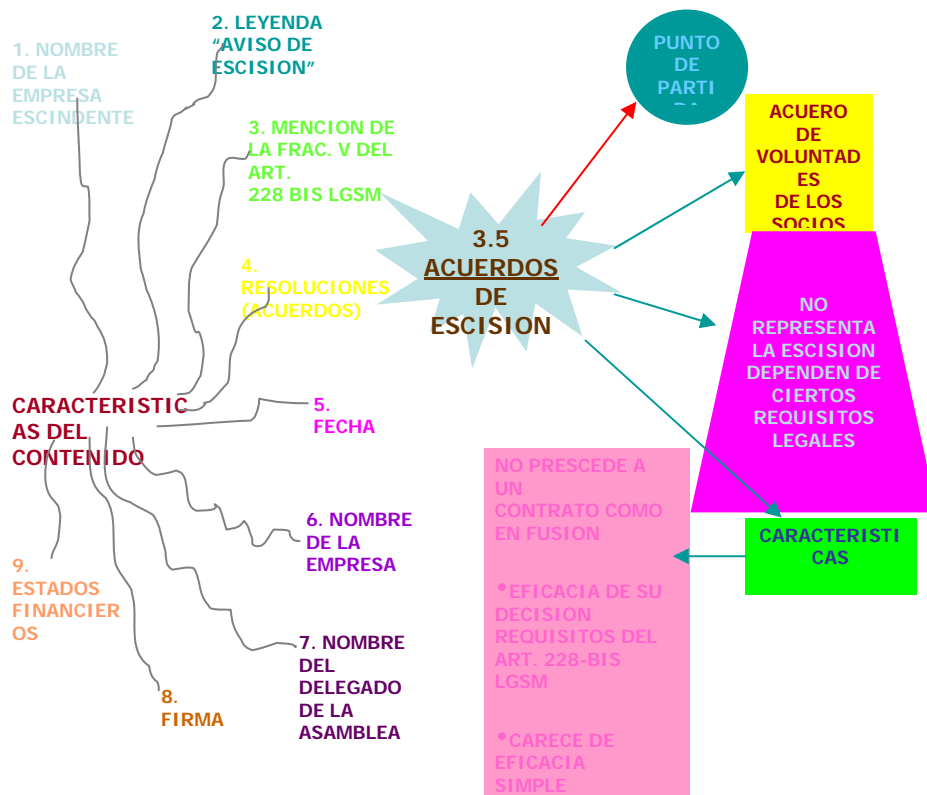 1. NOMBRE
DE LA
EMPRESA
ESCINDENTE
2. LEYENDA
“AVISO DE
ESCISION”
3. MENCION DE
LA FRAC. V DEL
ART.
228 BIS LGSM
4.
RESOLUCIONES
(ACUERDOS)
CARACTERISTIC
AS DEL
CONTENIDO
5.
FECHA
6. NOMBRE
DE LA
EMPRESA
7. NOMBRE
DEL
DELEGADO
DE LA
ASAMBLEA
8.
FIRMA
9.
ESTADOS
FINANCIER
OS
3.5
ACUERDOS
DE
ESCISION
PUNTO
DE
PARTI
DA
ACUERO
DE
VOLUNTAD
ES
DE LOS
SOCIOS
NO
REPRESENTA
LA ESCISION
DEPENDEN DE
CIERTOS
REQUISITOS
LEGALES
CARACTERISTI
CAS
NO PRESCEDE A
UN
CONTRATO COMO
EN FUSION
•EFICACIA DE SU
DECISION
REQUISITOS DEL
ART. 228-BIS
LGSM
•CARECE DE
EFICACIA
SIMPLE